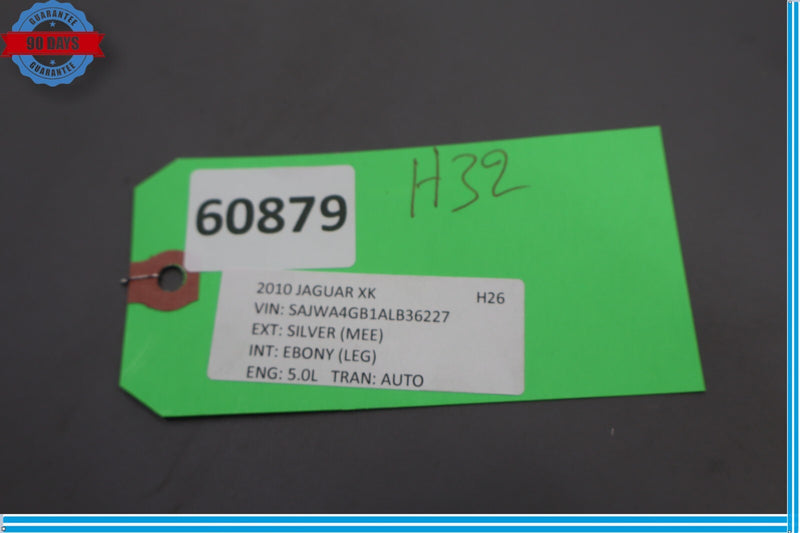 GUARANTEE
90 DAYS
GUARANTEE
H32
60879
2010 JAGUAR XK H26
VIN: SAJWA4GB1ALB36227
EXT: SILVER (MEE)
INT: EBONY (LEG)
ENG: 5.0L TRAN: AUTO